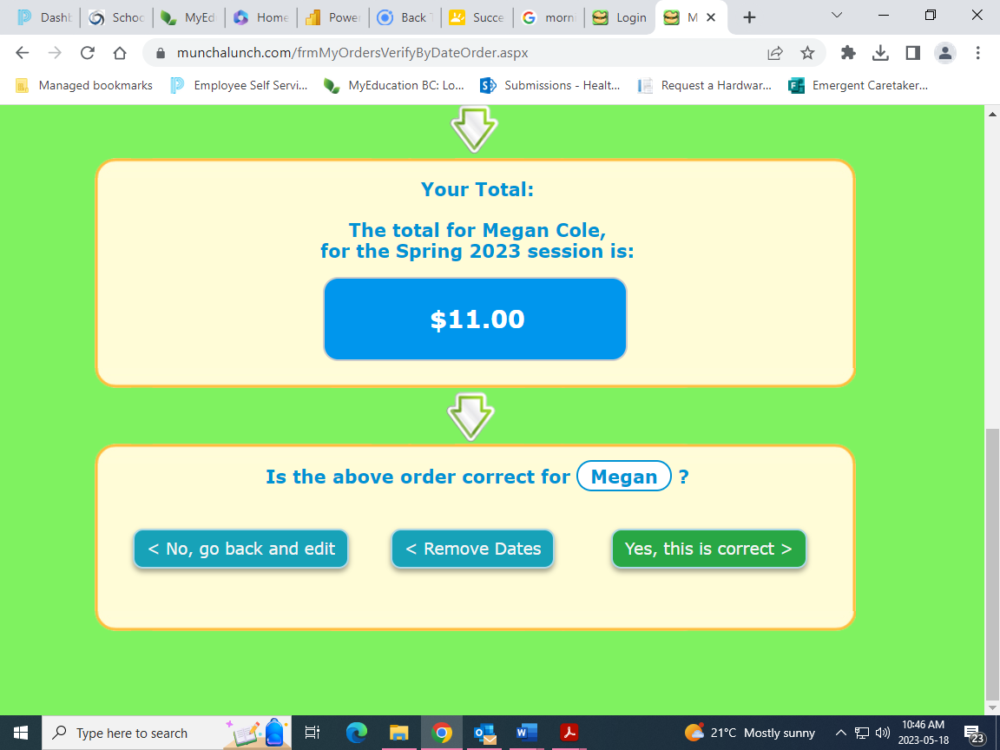 Dashb
Schoo
MyEd
Home
Power
Back T
Succe
morni
Login
M
munchalunch.com/frmMyOrdersVerifyByDateOrder.aspx
Managed bookmarks
Employee Self Servi...
MyEducation BC: Lo...
Submissions - Healt...
Request a Hardwar...
Emergent Caretaker...
Your Total:
The total for Megan Cole,
for the Spring 2023 session is:
$11.00
Is the above order correct for Megan ?
< No, go back and edit
< Remove Dates
Yes, this is correct >
Type here to search
21°C Mostly sunny
10:46 AM
2023-05-18
23